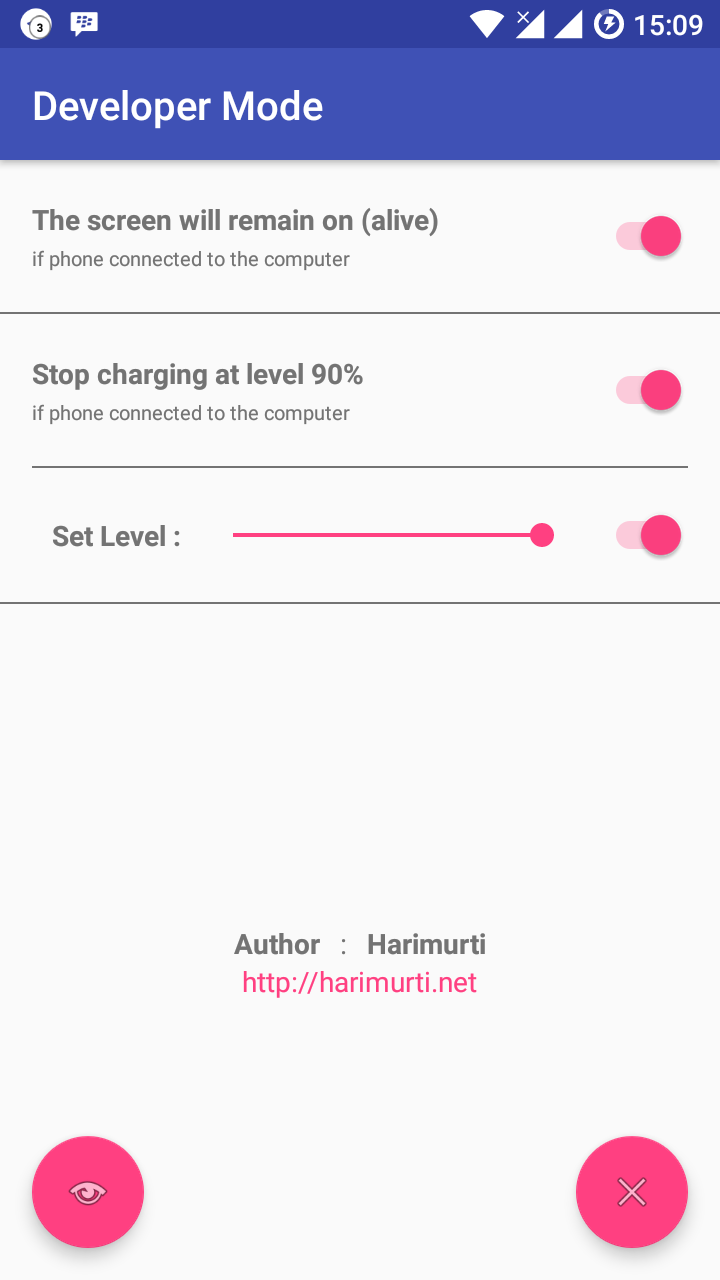 3
15:09
Developer Mode
The screen will remain on (alive)
if phone connected to the computer
Stop charging at level 90%
if phone connected to the computer
Set Level :
Author : Harimurti
http://harimurti.net